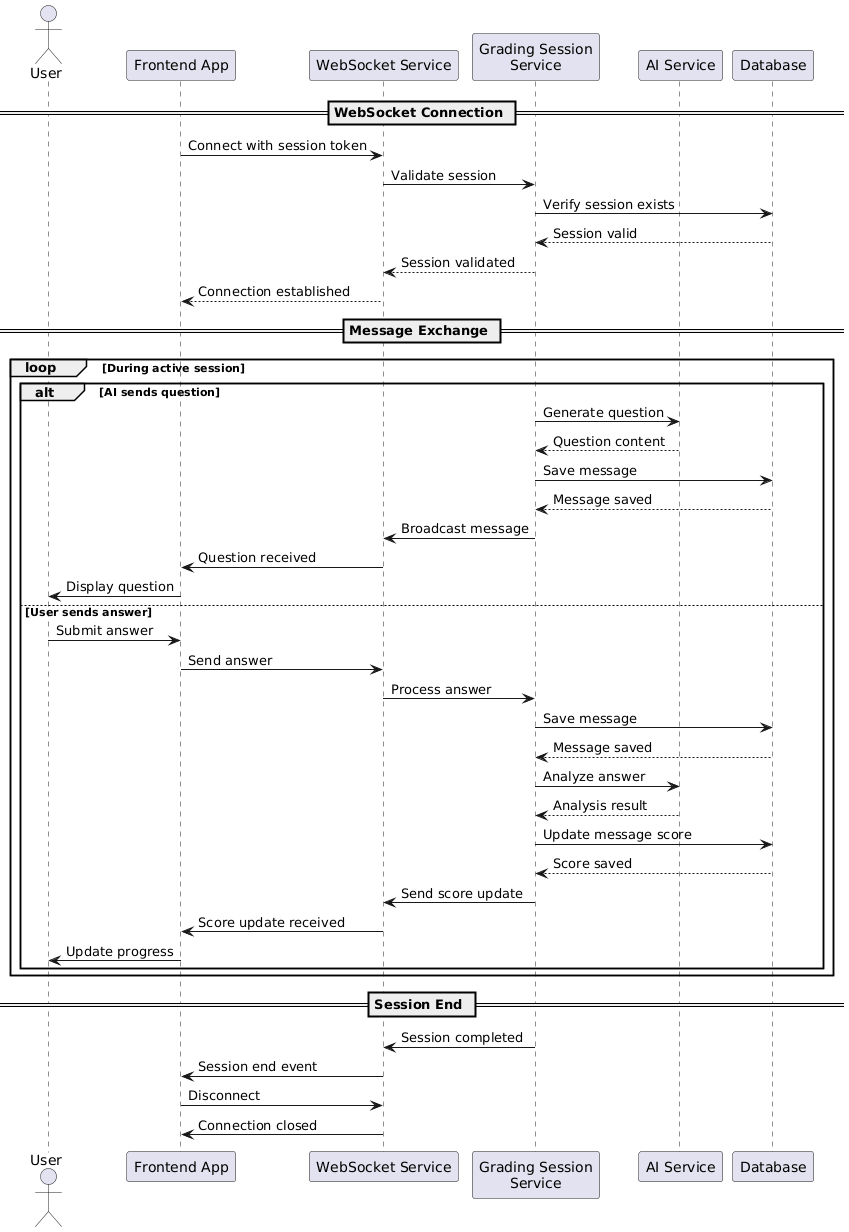 User
Frontend App
WebSocket Service
Grading Session
Service
AI Service
Database
WebSocket Connection
Connect with session token
Validate session
Verify session exists
Session valid
Session validated
Connection established
Message Exchange
loop [During active session]
alt [AI sends question]
Generate question
Question content
Save message
Message saved
Broadcast message
Question received
Display question
[User sends answer]
Submit answer
Send answer
Process answer
Save message
Message saved
Analyze answer
Analysis result
Update message score
Score saved
Send score update
Score update received
Update progress
Session End
Session completed
Session end event
Disconnect
Connection closed
User
Frontend App
WebSocket Service
Grading Session
Service
AI Service
Database